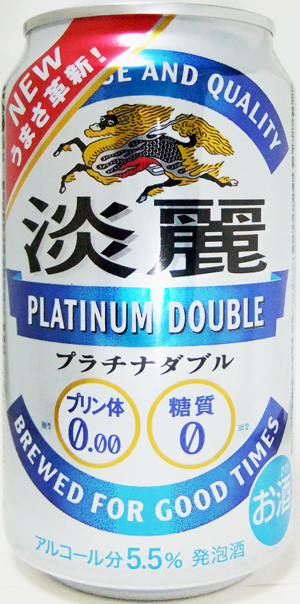 NEW
うまさ革新!
SE AND QUALITY
淡麗
PLATINUM DOUBLE
プラチナダブル
プリン体
0.00
※1
糖質
0
※2
BREWED FOR GOOD TIMES
お酒
アルコール分5.5% 発泡酒